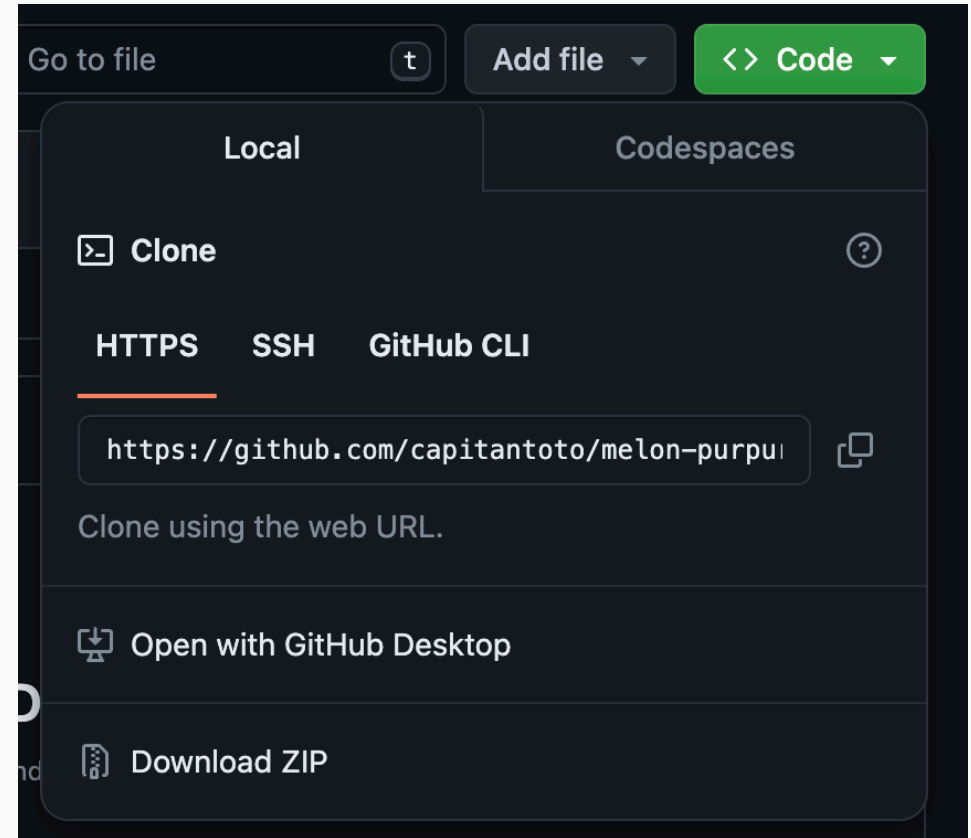 Go to file t Add file <> Code
Local Codespaces
Clone
HTTPS SSH GitHub CLI
https://github.com/capitantoto/melon-purpu
Clone using the web URL.
Open with GitHub Desktop
Download ZIP